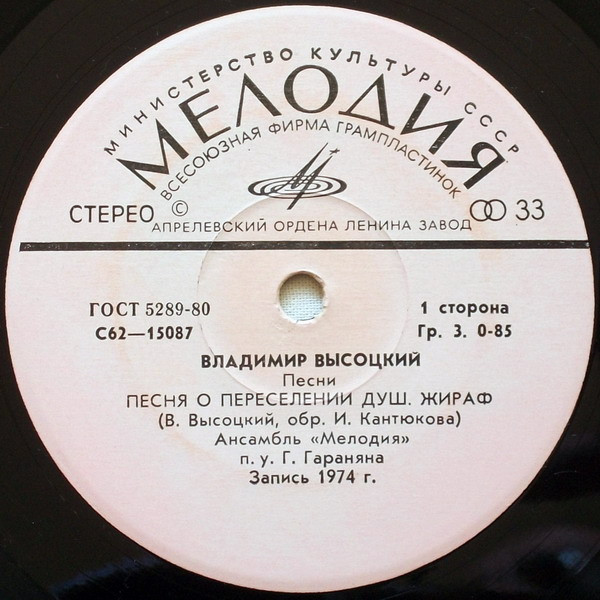 МИНИСТЕРСТВО КУЛЬТУРЫ СССР
МЕЛОДИЯ
ВСЕСОЮЗНАЯ ФИРМА ГРАМПЛАСТИНОК
СТЕРЕО © 33
АПРЕЛЕВСКИЙ ОРДЕНА ЛЕНИНА ЗАВОД
ГОСТ 5289-80 1 сторона
С62—15087 Гр. 3. 0-85
ВЛАДИМИР ВЫСОЦКИЙ
Песни
ПЕСНЯ О ПЕРЕСЕЛЕНИИ ДУШ. ЖИРАФ
(В. Высоцкий, обр. И. Кантюкова)
Ансамбль «Мелодия»
п. у. Г. Гараняна
Запись 1974 г.